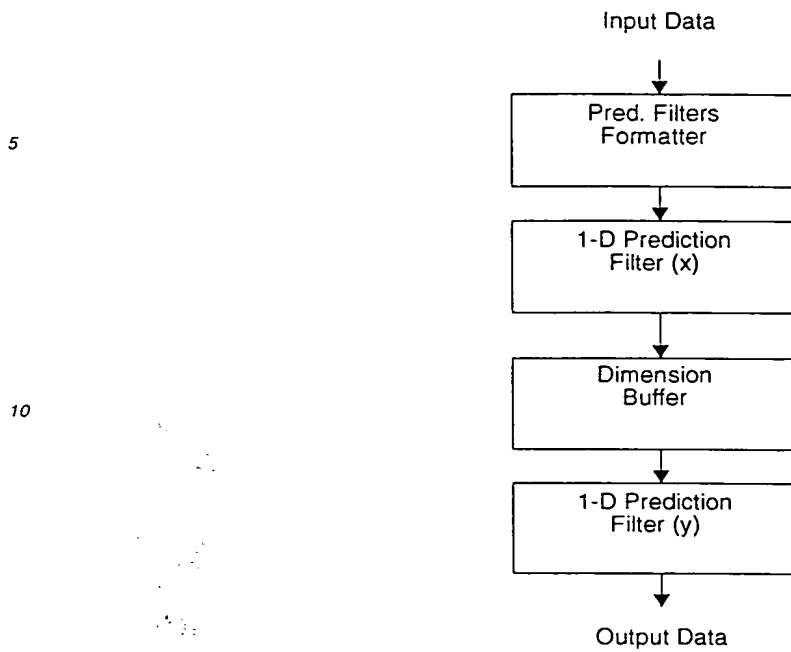 Input Data
Pred. Filters
Formatter
5
1-D Prediction
Filter (x)
Dimension
Buffer
10
1-D Prediction
Filter (y)
Output Data